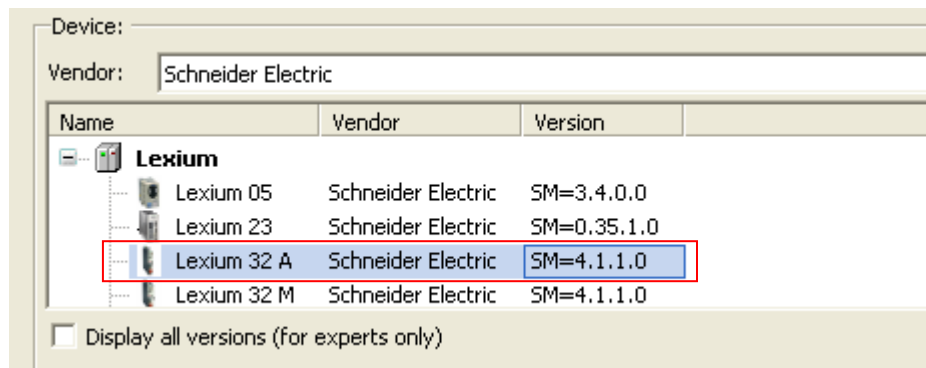 Device:
Vendor: Schneider Electric
Name Vendor Version
Lexium
Lexium 05 Schneider Electric SM=3.4.0.0
Lexium 23 Schneider Electric SM=0.35.1.0
Lexium 32 A Schneider Electric SM=4.1.1.0
Lexium 32 M Schneider Electric SM=4.1.1.0
Display all versions (for experts only)